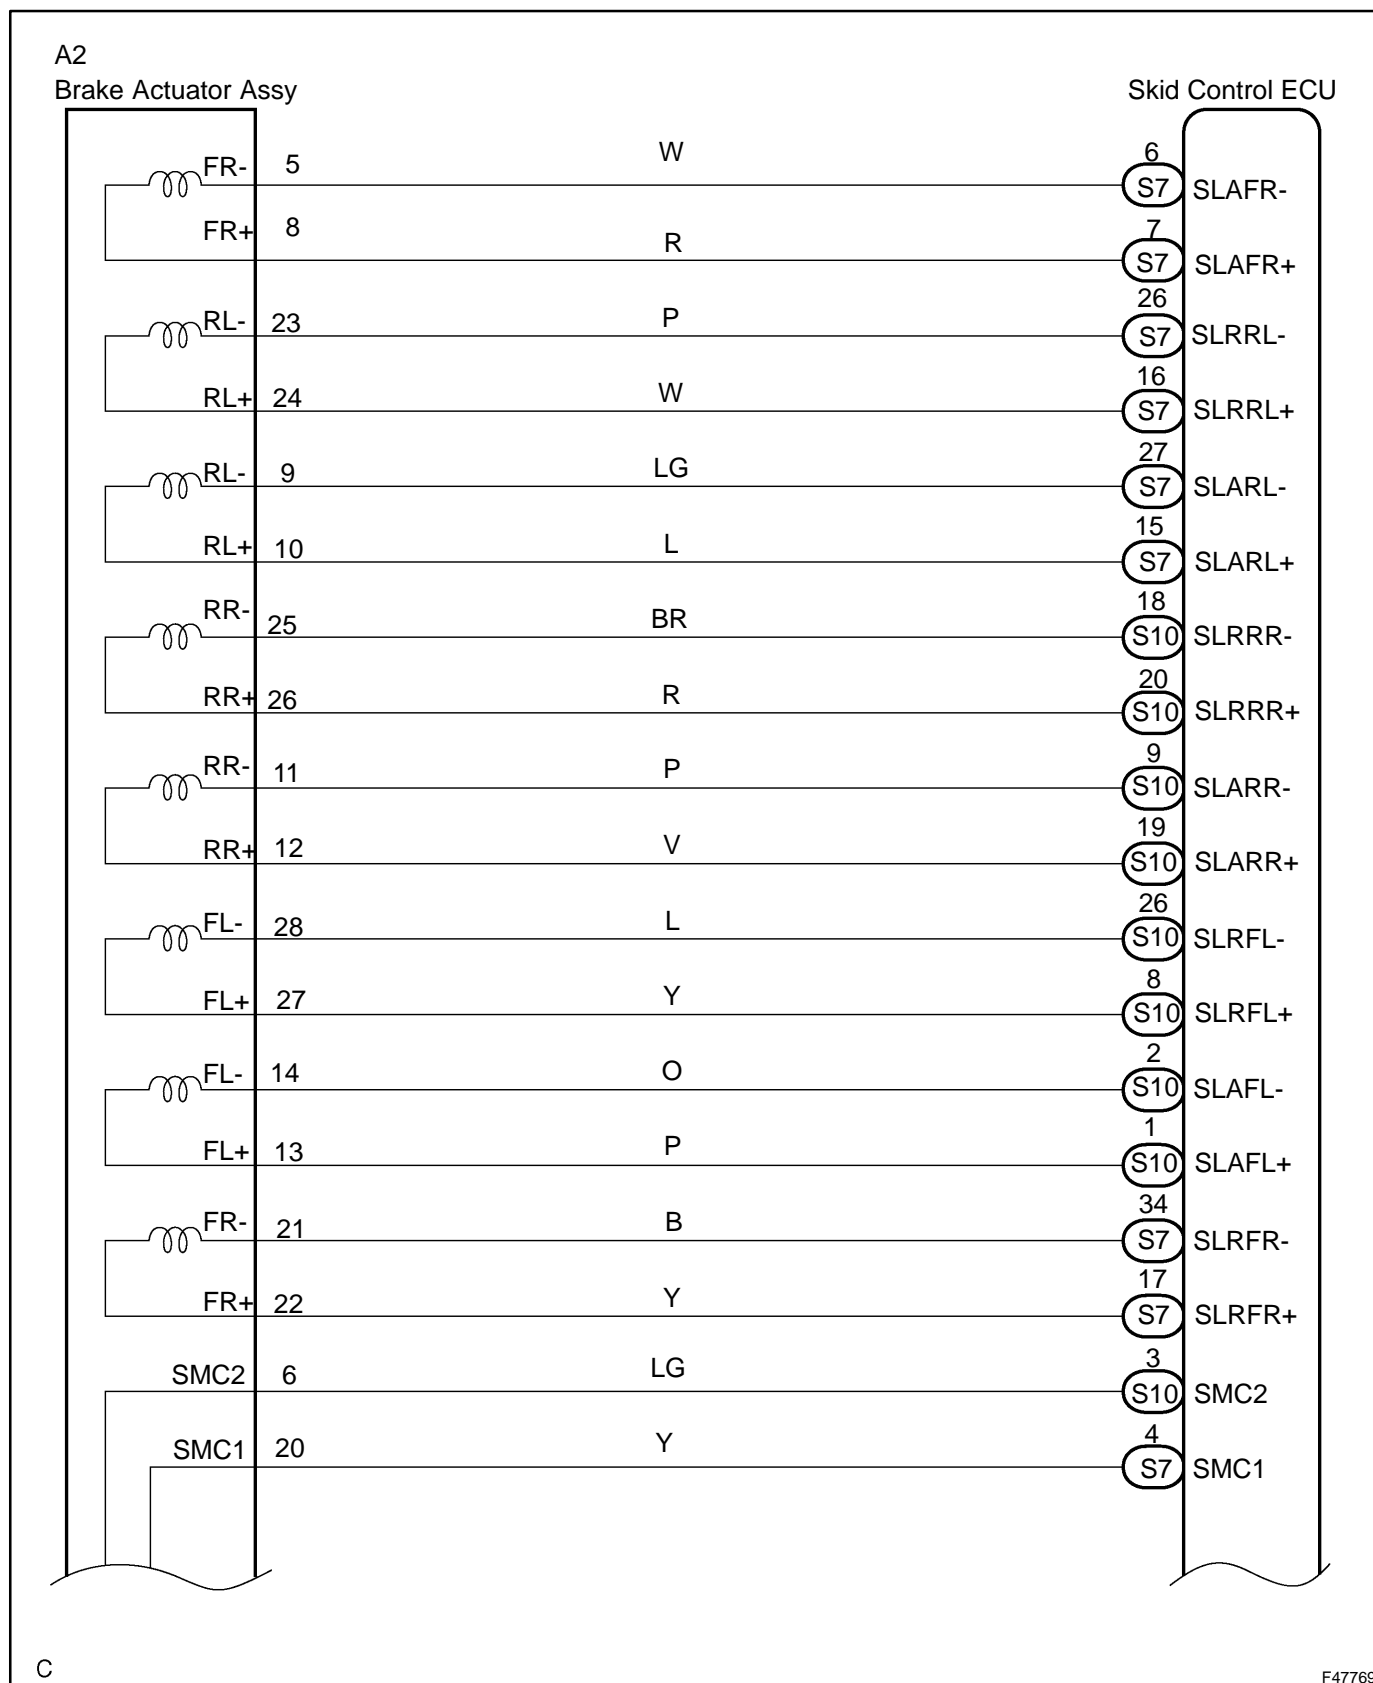 A2
Brake Actuator Assy
Skid Control ECU
FR- 5 W 6 S7 SLAFR-
FR+ 8 R 7 S7 SLAFR+
RL- 23 P 26 S7 SLRRL-
RL+ 24 W 16 S7 SLRRL+
RL- 9 LG 27 S7 SLARL-
RL+ 10 L 15 S7 SLARL+
RR- 25 BR 18 S10 SLRRR-
RR+ 26 R 20 S10 SLRRR+
RR- 11 P 9 S10 SLARR-
RR+ 12 V 19 S10 SLARR+
FL- 28 L 26 S10 SLRFL-
FL+ 27 Y 8 S10 SLRFL+
FL- 14 O 2 S10 SLAFL-
FL+ 13 P 1 S10 SLAFL+
FR- 21 B 34 S7 SLRFR-
FR+ 22 Y 17 S7 SLRFR+
SMC2 6 LG 3 S10 SMC2
SMC1 20 Y 4 S7 SMC1
C
F47769